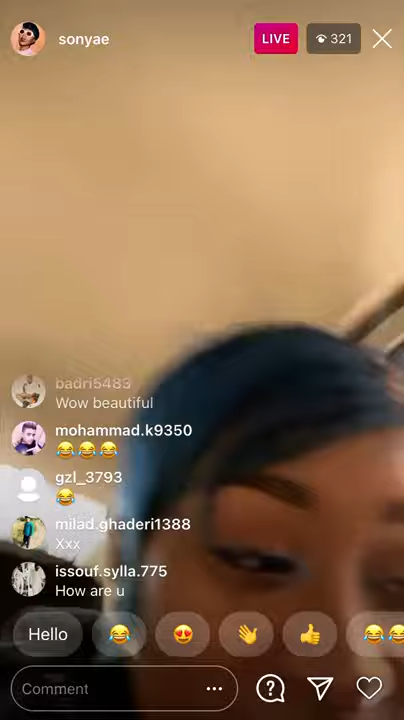 sonyae
LIVE
321
badri5483
Wow beautiful
mohammad.k9350
😂😂😂
gzl_3793
😂
milad.ghaderi1388
Xxx
issouf.sylla.775
How are u
Hello 😂 😍 👋 👍 😂😂
Comment